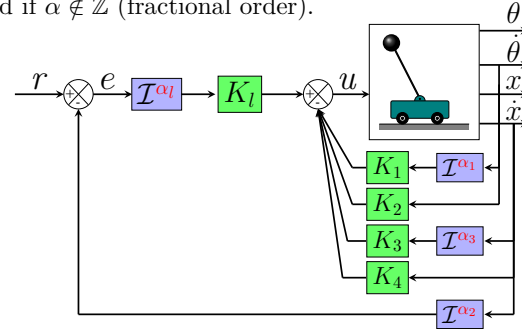 d if α ∉ ℤ (fractional order).
θ
θ̇
r + - e 𝓘^{α_l} K_l + - u x
ẋ
K_1 𝓘^{α_1}
K_2
K_3 𝓘^{α_3}
K_4
𝓘^{α_2}